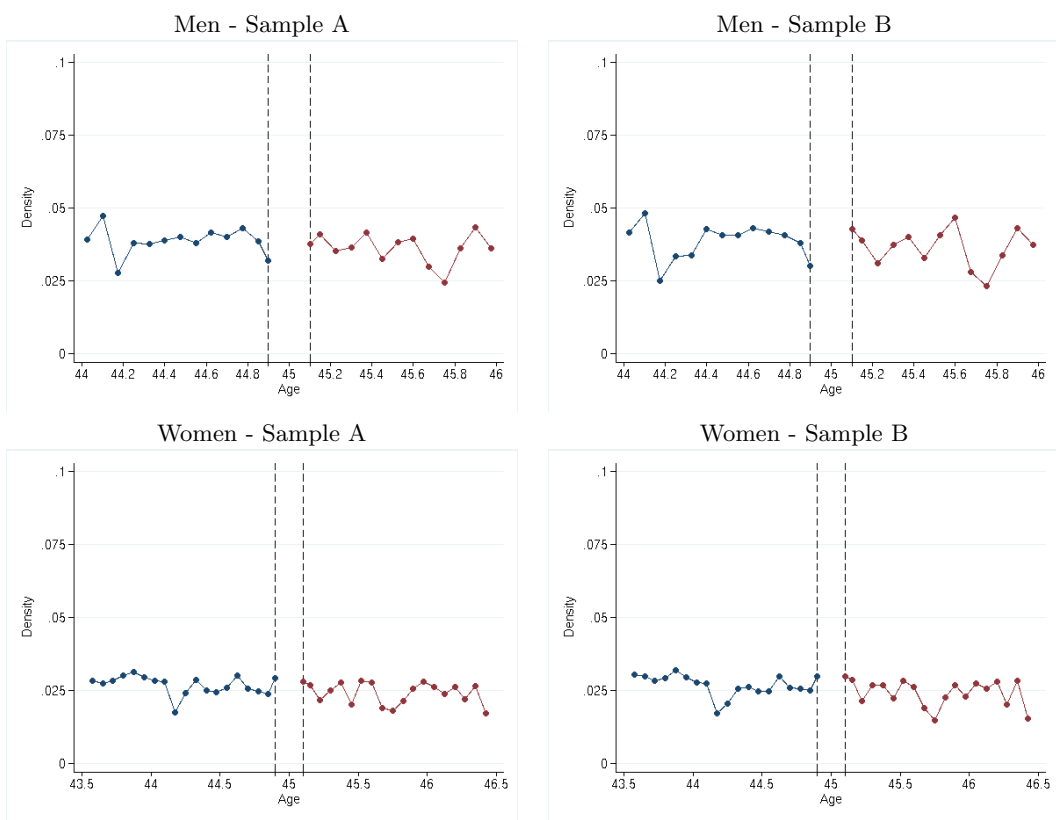 Men - Sample A
.1
.075
.05
.025
0
Density
44 44.2 44.4 44.6 44.8 45 45.2 45.4 45.6 45.8 46
Age
Men - Sample B
.1
.075
.05
.025
0
Density
44 44.2 44.4 44.6 44.8 45 45.2 45.4 45.6 45.8 46
Age
Women - Sample A
.1
.075
.05
.025
0
Density
43.5 44 44.5 45 45.5 46 46.5
Age
Women - Sample B
.1
.075
.05
.025
0
Density
43.5 44 44.5 45 45.5 46 46.5
Age